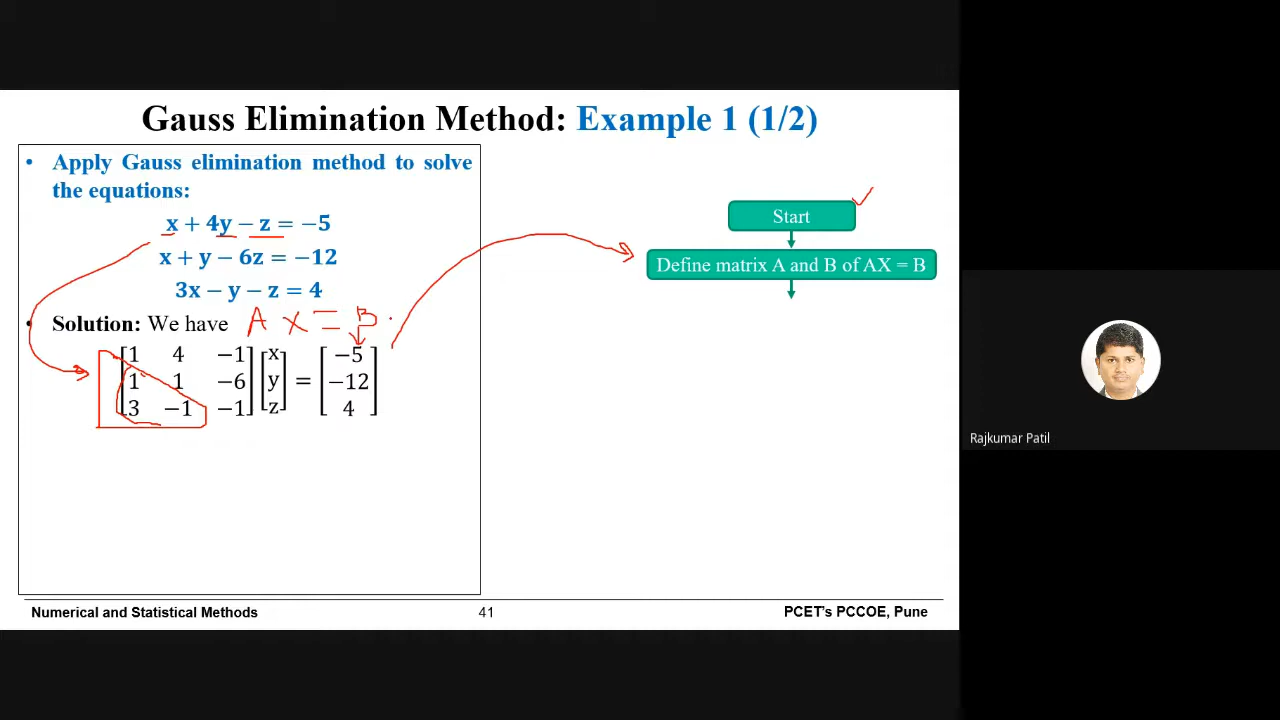 Gauss Elimination Method: Example 1 (1/2)
• Apply Gauss elimination method to solve
the equations:
x + 4y − z = −5
x + y − 6z = −12
3x − y − z = 4
• Solution: We have A X = B
[1 4 −1] [x] = [−5]
[1 1 −6] [y] [−12]
[3 −1 −1] [z] [4]
Start
Define matrix A and B of AX = B
Numerical and Statistical Methods 41 PCET's PCCOE, Pune
Rajkumar Patil